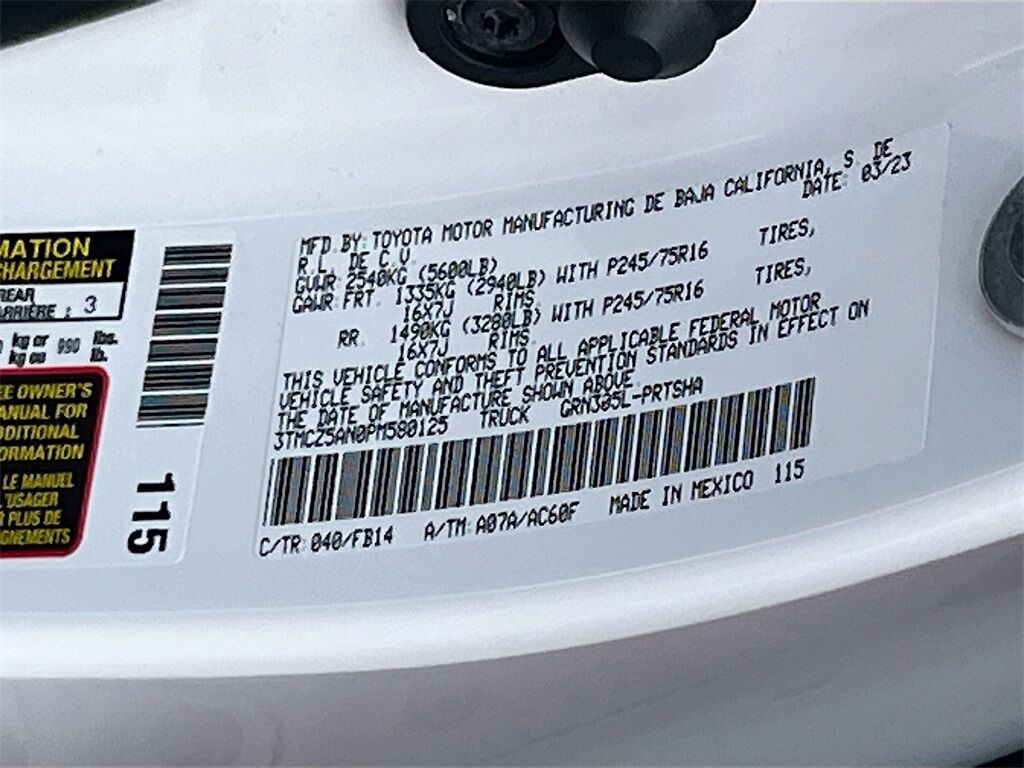 MATION
CHARGEMENT
REAR
ARRIÈRE : 3
kg or 990 lbs.
kg ou lb.
EE OWNER'S
ANUAL FOR
DDITIONAL
ORMATION
LE MANUEL
'USAGER
PLUS DE
IGNEMENTS
115
MFD.BY: TOYOTA MOTOR MANUFACTURING DE BAJA CALIFORNIA, S. DE
R.L. DE C.V. DATE: 03/23
GVWR: 2540KG (5600LB)
GAWR: FRT. 1335KG (2940LB) WITH P245/75R16 TIRES,
16X7J RIMS.
RR. 1490KG (3280LB) WITH P245/75R16 TIRES,
16X7J RIMS.
THIS VEHICLE CONFORMS TO ALL APPLICABLE FEDERAL MOTOR
VEHICLE SAFETY AND THEFT PREVENTION STANDARDS IN EFFECT ON
THE DATE OF MANUFACTURE SHOWN ABOVE.
3TMCZ5AN0PM580125 TRUCK GRN305L-PRTSHA
C/TR: 040/FB14 A/TM: A07A/AC60F MADE IN MEXICO 115